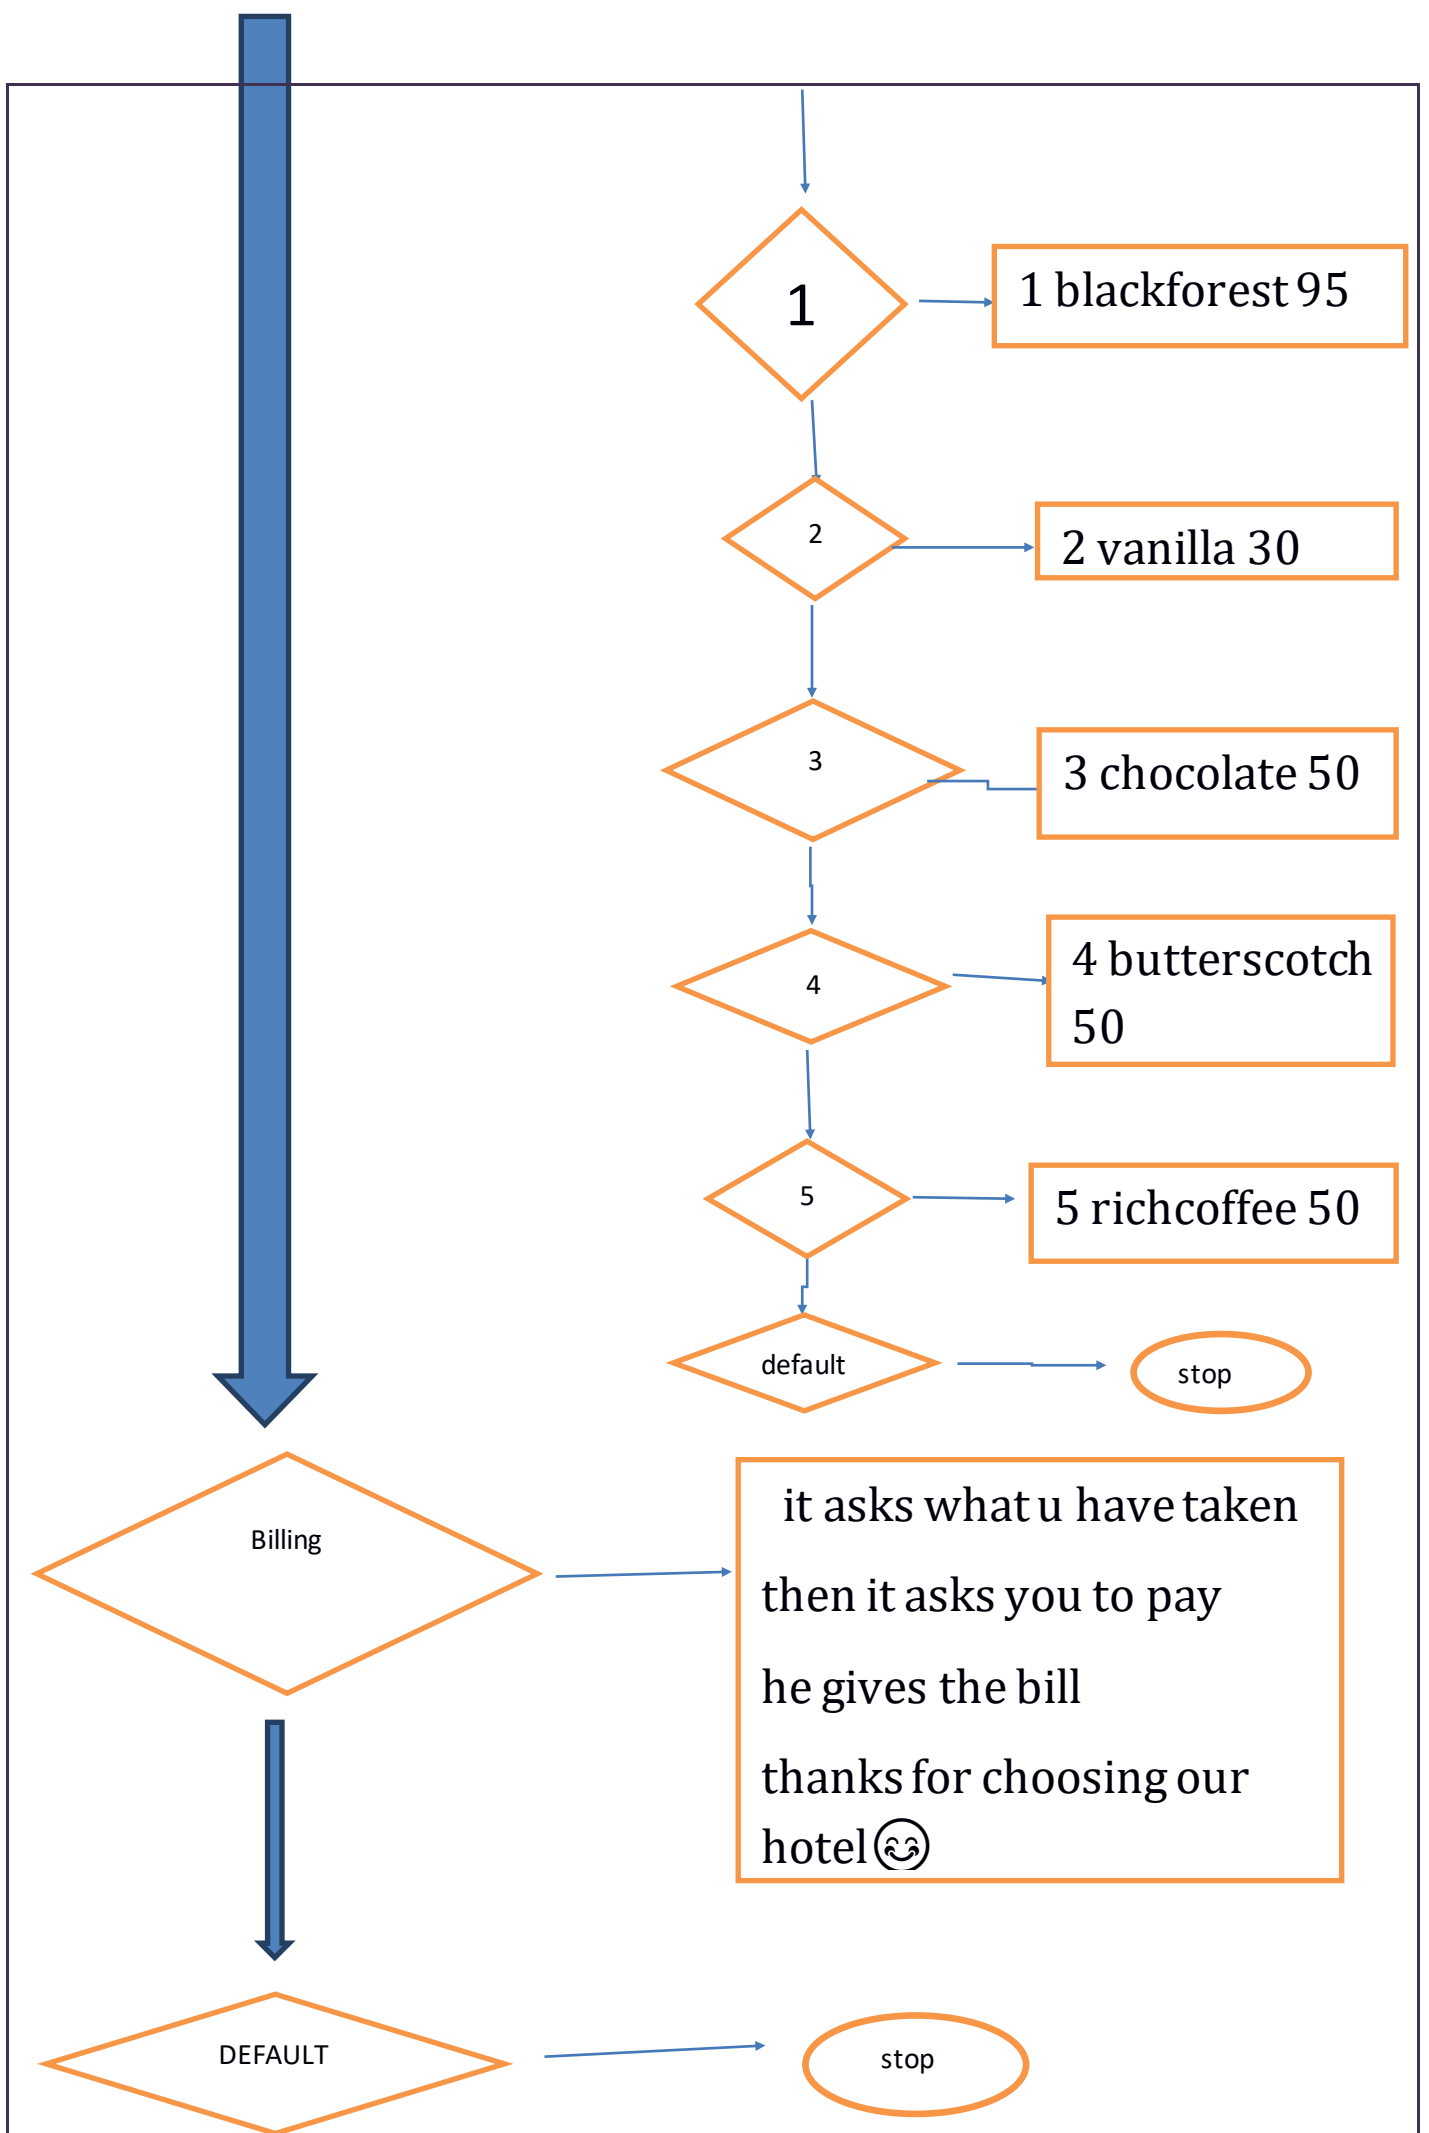 1
1 blackforest 95
2
2 vanilla 30
3
3 chocolate 50
4
4 butterscotch
50
5
5 richcoffee 50
default
stop
Billing
it asks what u have taken
then it asks you to pay
he gives the bill
thanks for choosing our
hotel😊
DEFAULT
stop